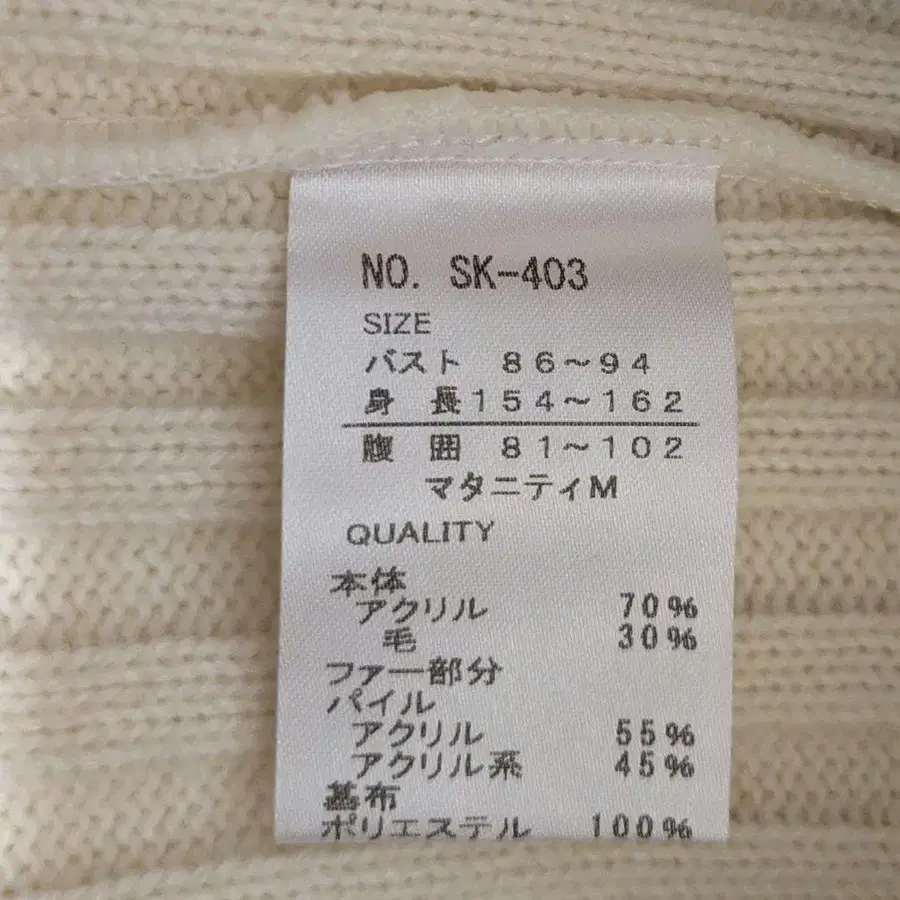 NO. SK-403
SIZE
バスト 86～94
身 長154～162
腹 囲 81～102
マタニティM
QUALITY
本体
アクリル 70%
毛 30%
ファー部分
パイル
アクリル 55%
アクリル系 45%
基布
ポリエステル 100%